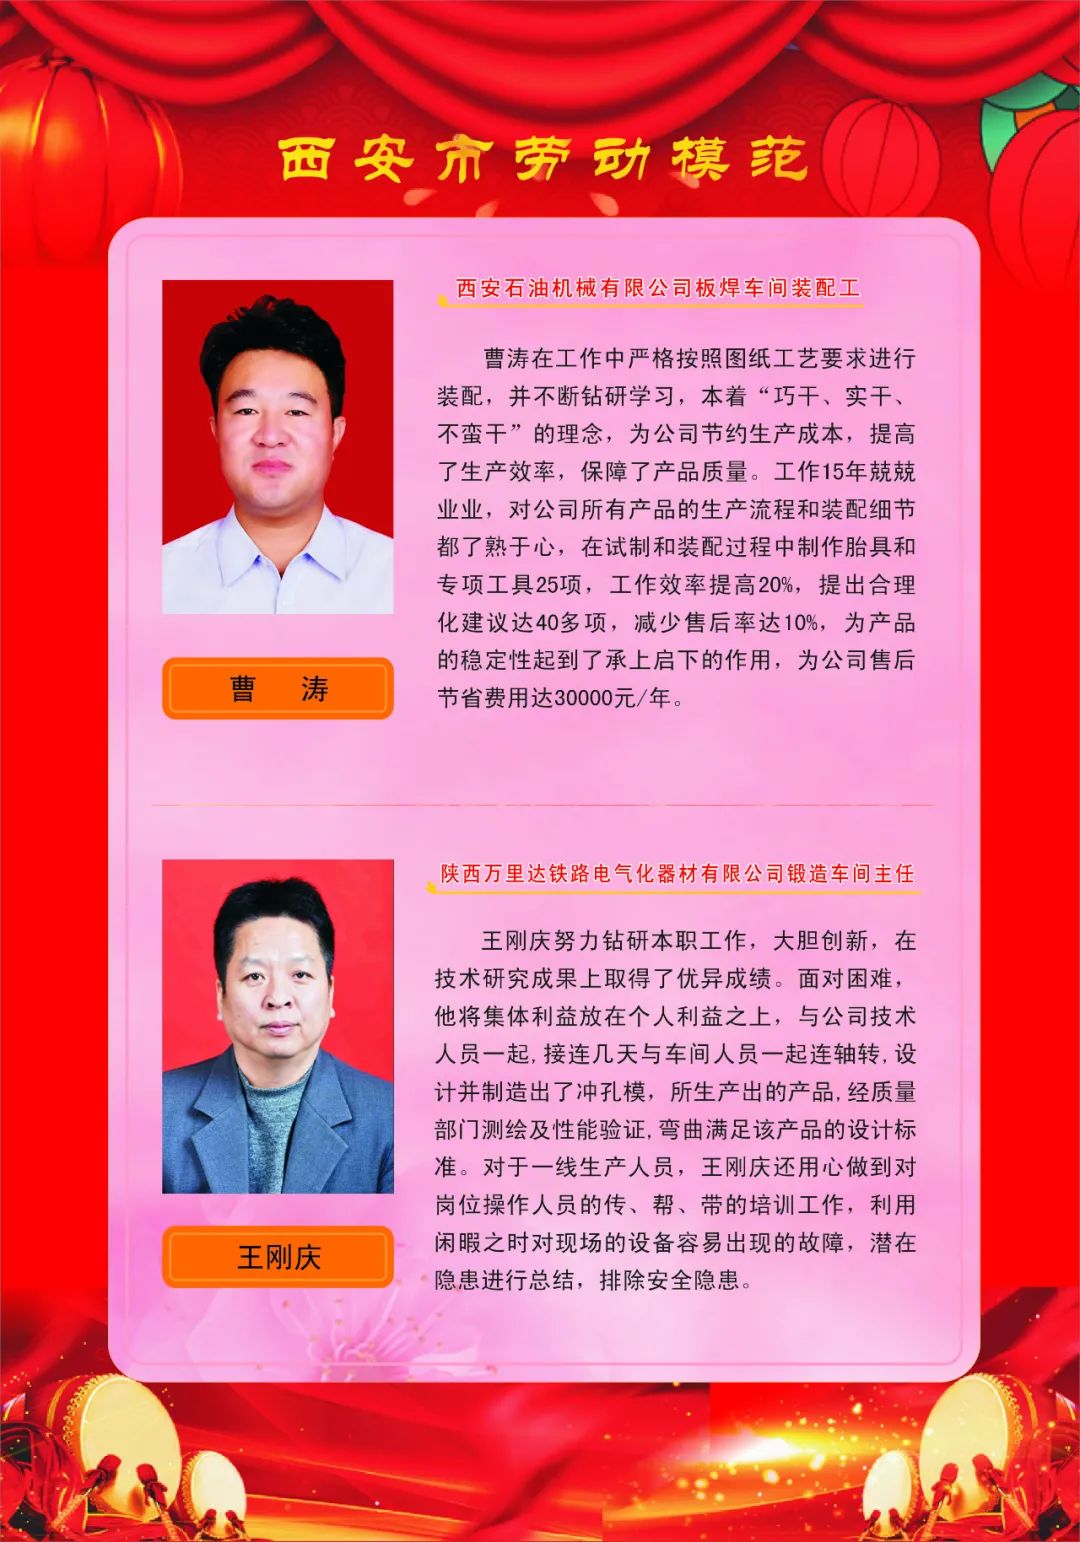 西安市劳动模范
西安石油机械有限公司板焊车间装配工
曹涛在工作中严格按照图纸工艺要求进行
装配，并不断钻研学习，本着“巧干、实干、
不蛮干”的理念，为公司节约生产成本，提高
了生产效率，保障了产品质量。工作15年兢兢
业业，对公司所有产品的生产流程和装配细节
都了熟于心，在试制和装配过程中制作胎具和
专项工具25项，工作效率提高20%，提出合理
化建议达40多项，减少售后率达10%，为产品
的稳定性起到了承上启下的作用，为公司售后
节省费用达30000元/年。
曹 涛
陕西万里达铁路电气化器材有限公司锻造车间主任
王刚庆努力钻研本职工作，大胆创新，在
技术研究成果上取得了优异成绩。面对困难，
他将集体利益放在个人利益之上，与公司技术
人员一起,接连几天与车间人员一起连轴转,设
计并制造出了冲孔模，所生产出的产品,经质量
部门测绘及性能验证,弯曲满足该产品的设计标
准。对于一线生产人员，王刚庆还用心做到对
岗位操作人员的传、帮、带的培训工作，利用
闲暇之时对现场的设备容易出现的故障，潜在
隐患进行总结，排除安全隐患。
王刚庆